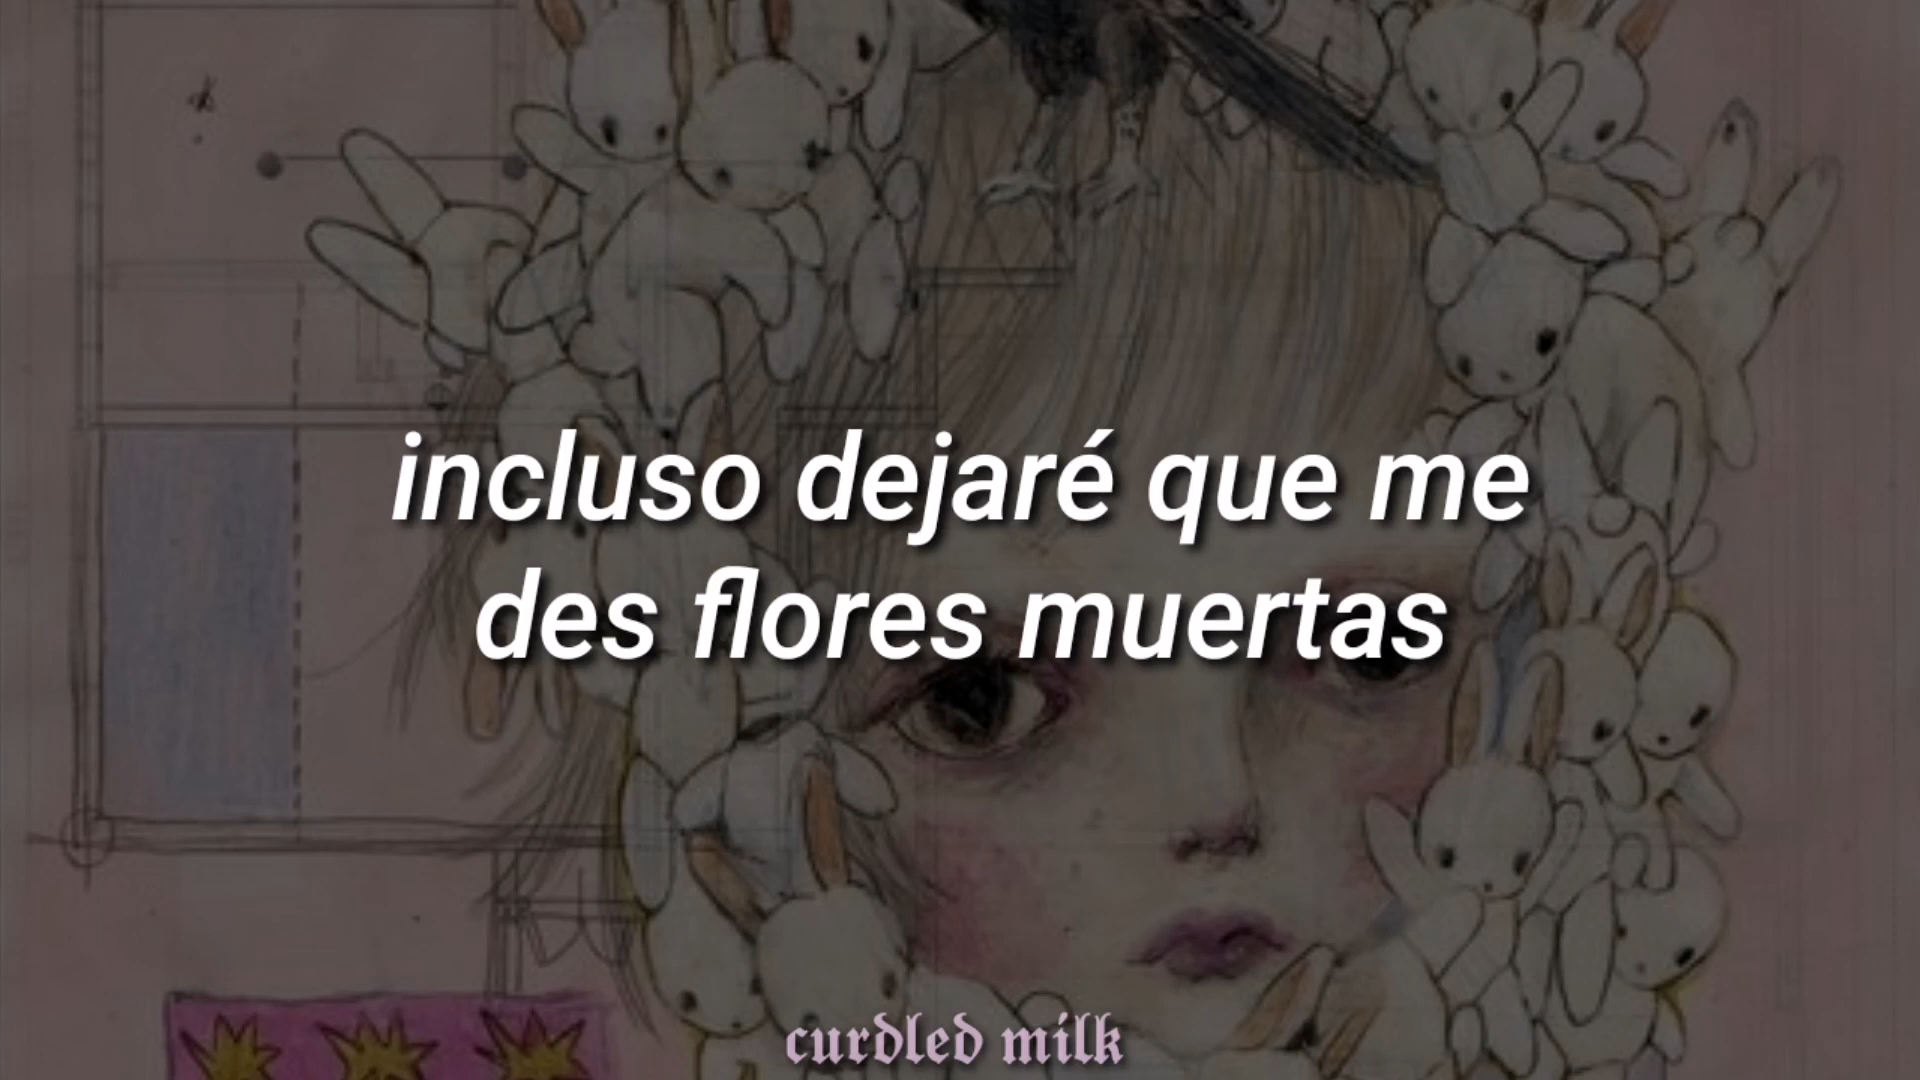 incluso dejaré que me
des flores muertas
curdled milk